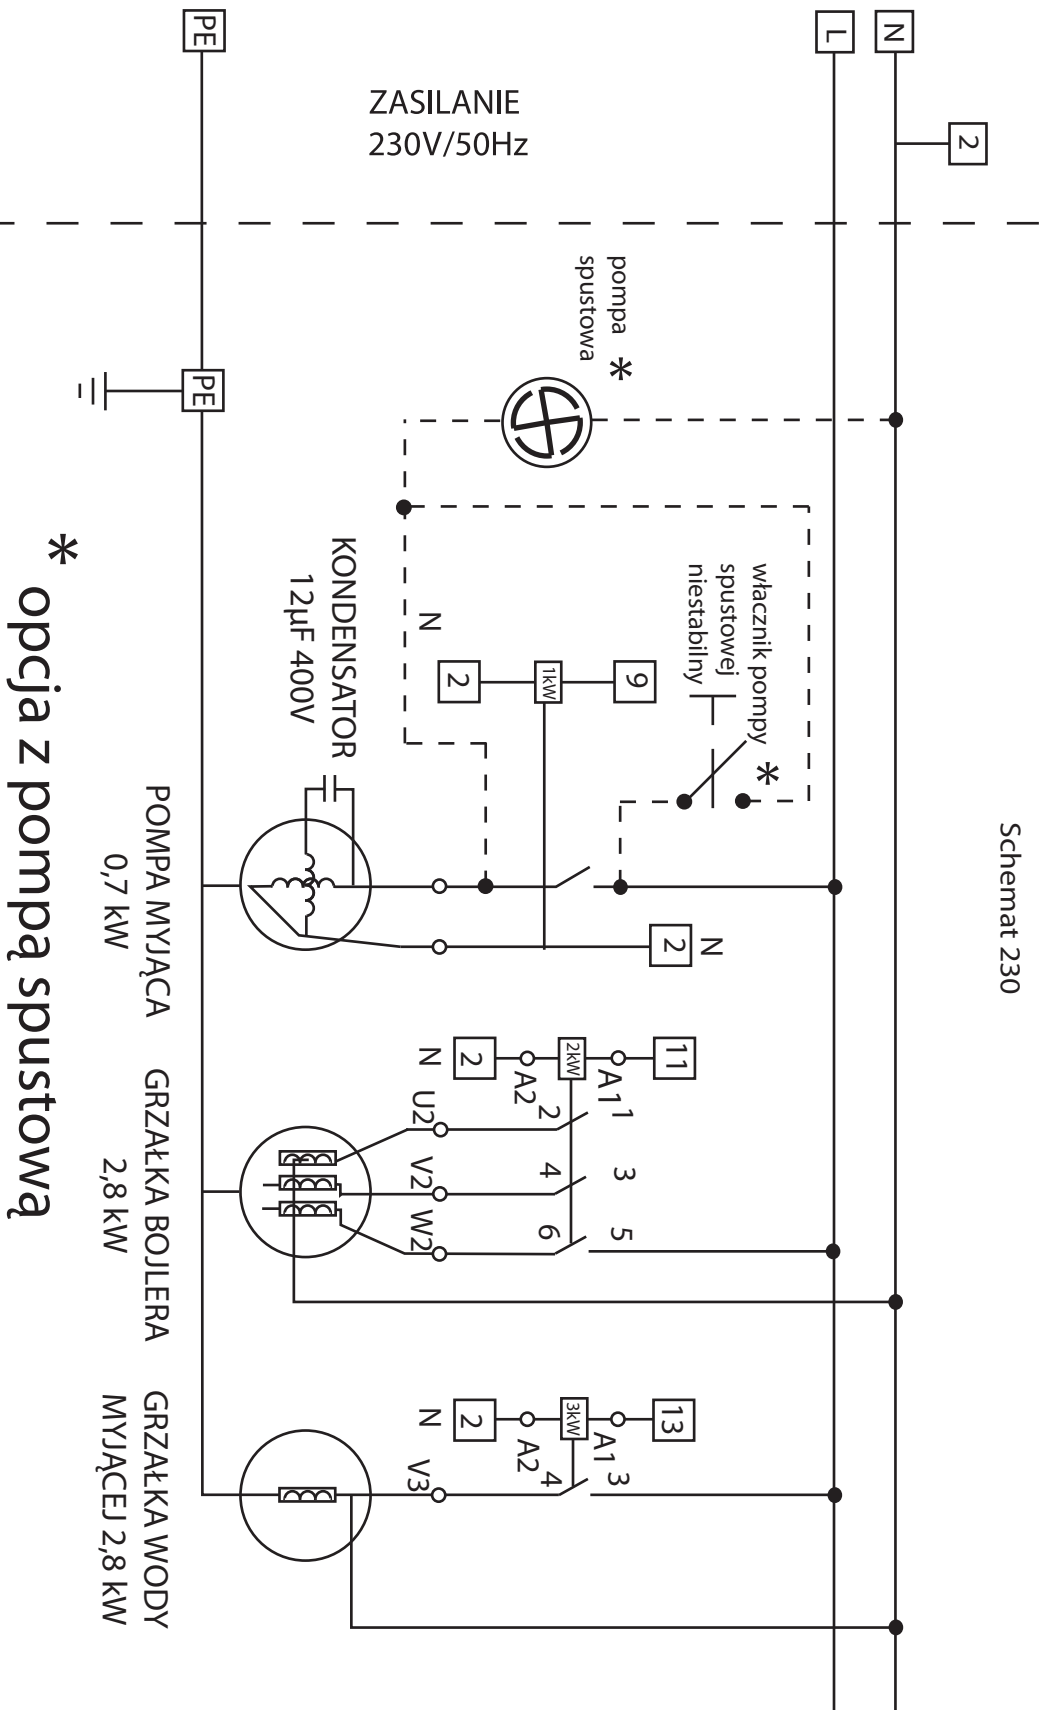 Schemat 230
N
L
PE
2
ZASILANIE
230V/50Hz
PE
pompa
spustowa
*
włacznik pompy
spustowej
niestabilny
*
N
2
1kW
9
KONDENSATOR
12µF 400V
N
2
POMPA MYJĄCA
0,7 kW
11
A1
2kW
A2
2
N
1
3
5
2
4
6
U2
V2
W2
GRZAŁKA BOJLERA
2,8 kW
13
A1
3kW
A2
2
N
3
4
V3
GRZAŁKA WODY
MYJĄCEJ 2,8 kW
* opcja z pompą spustową